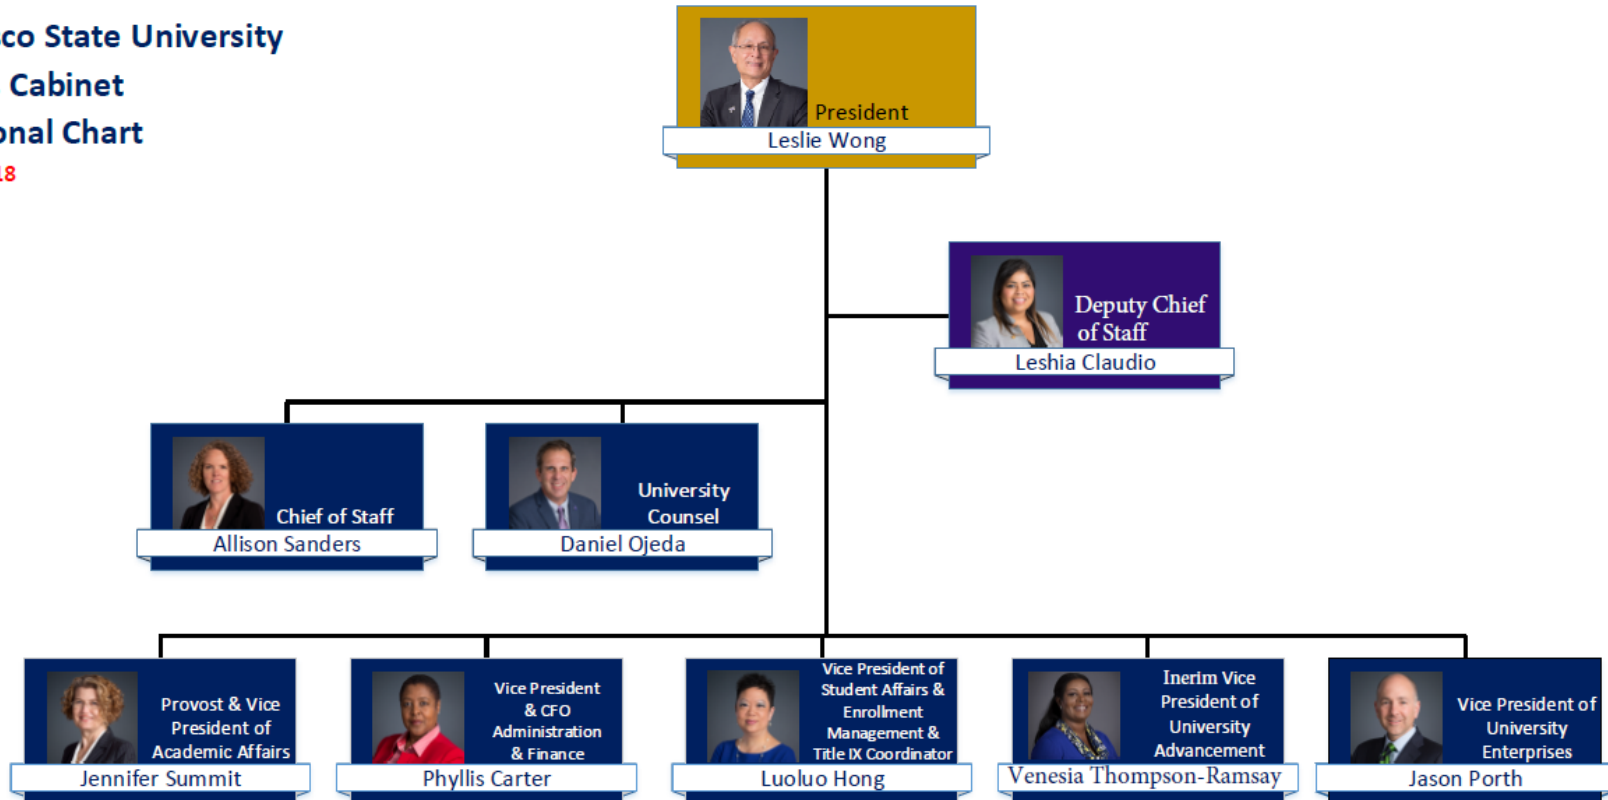 co State University
Cabinet
onal Chart
18
President
Leslie Wong
Deputy Chief
of Staff
Leshia Claudio
Chief of Staff
Allison Sanders
University
Counsel
Daniel Ojeda
Provost & Vice
President of
Academic Affairs
Jennifer Summit
Vice President
& CFO
Administration
& Finance
Phyllis Carter
Vice President of
Student Affairs &
Enrollment
Management &
Title IX Coordinator
Luoluo Hong
Inerim Vice
President of
University
Advancement
Venesia Thompson-Ramsay
Vice President of
University
Enterprises
Jason Porth